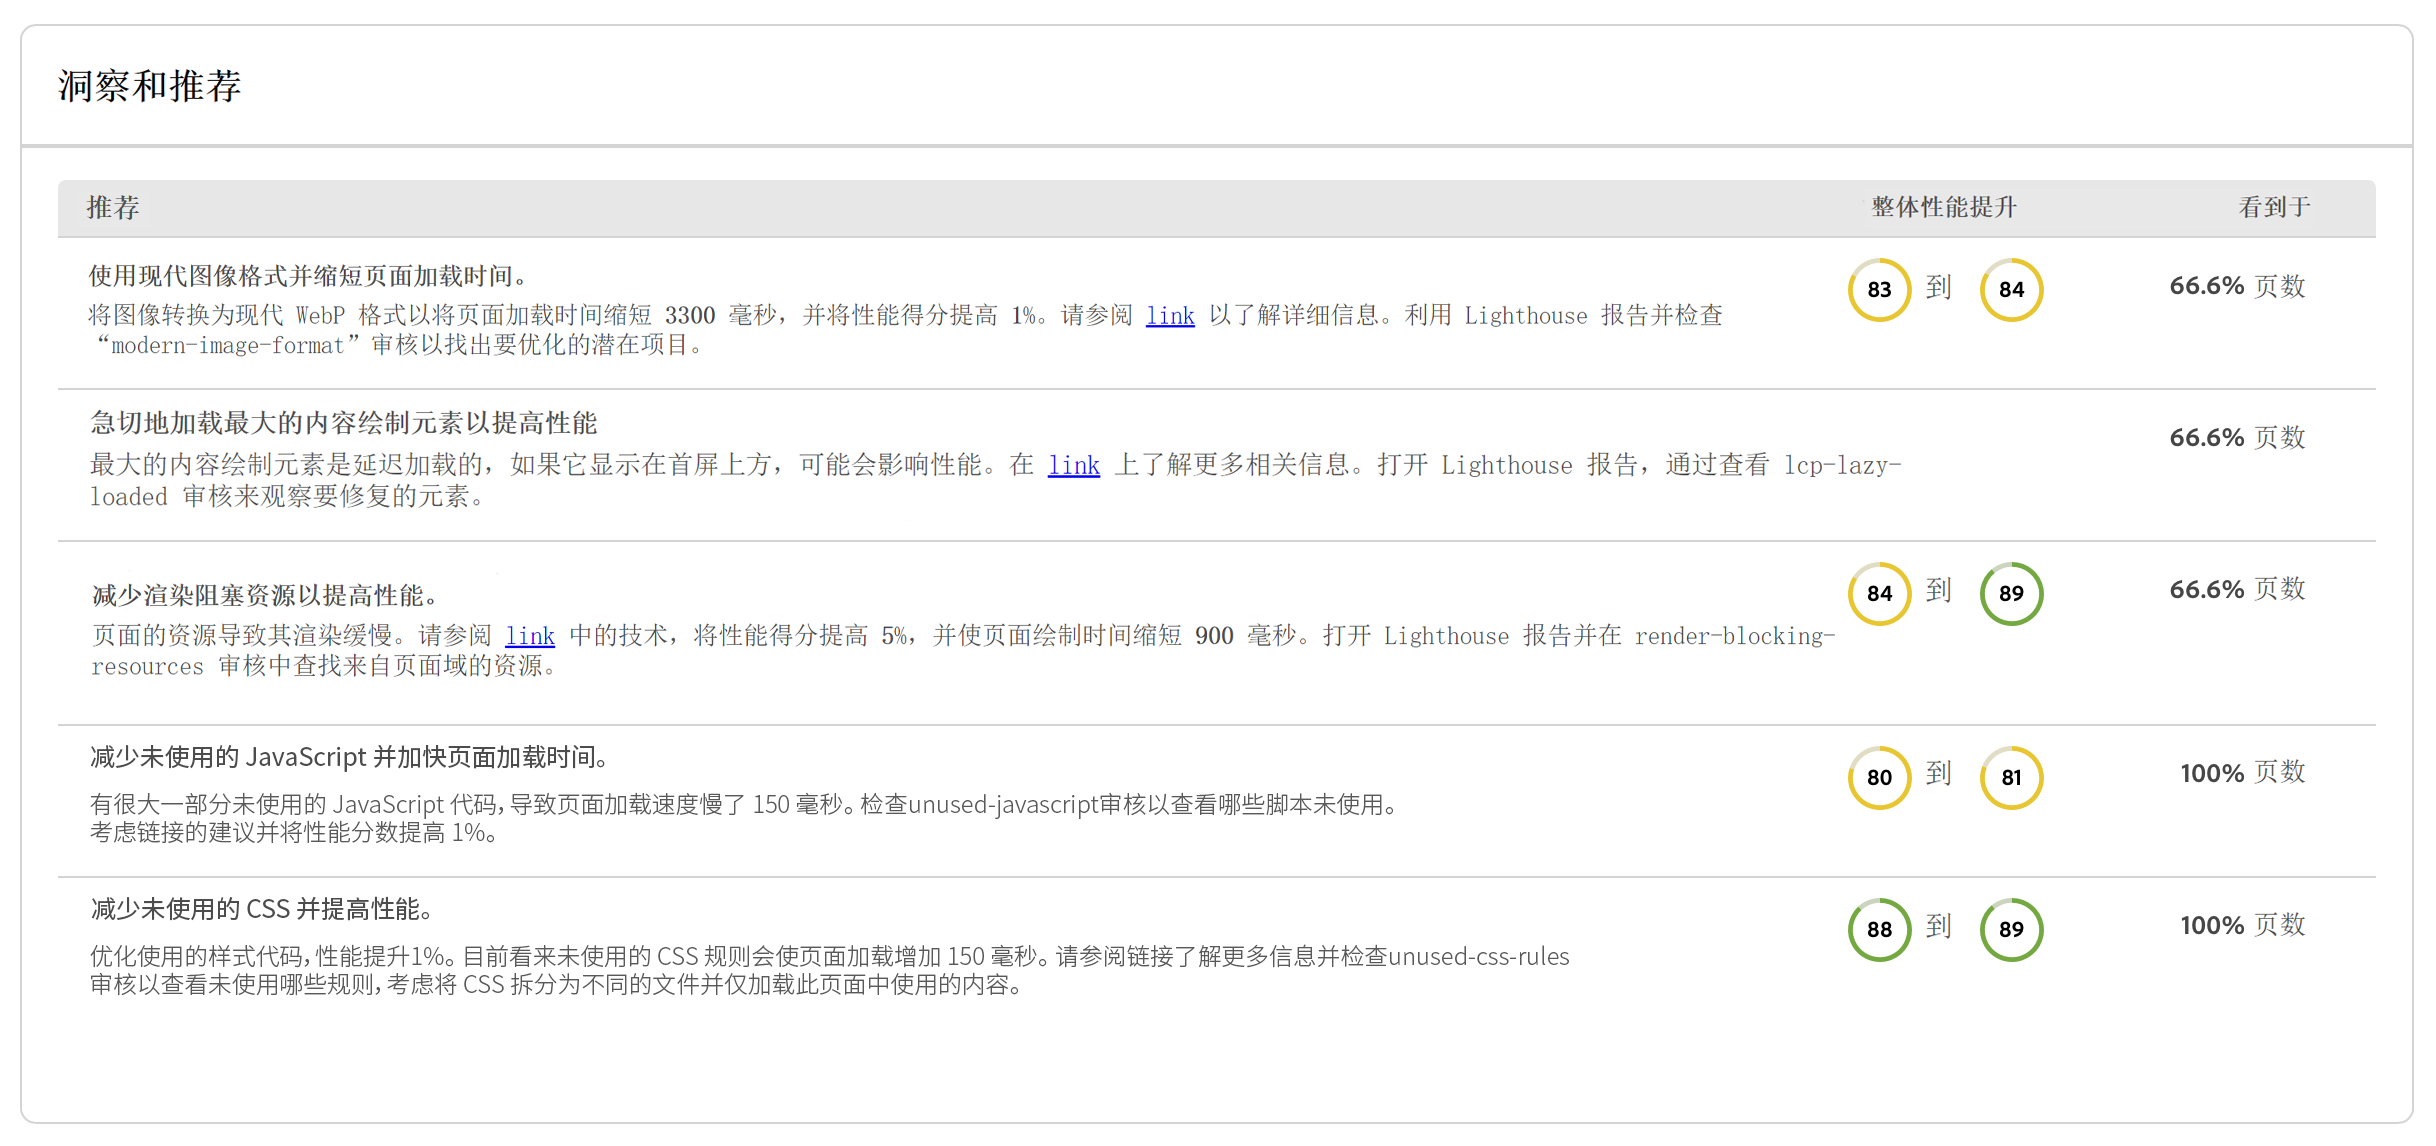 洞察和推荐
推荐 整体性能提升 看到于
使用现代图像格式并缩短页面加载时间。
83 到 84 66.6% 页数
将图像转换为现代 WebP 格式以将页面加载时间缩短 3300 毫秒，并将性能得分提高 1%。请参阅 link 以了解详细信息。利用 Lighthouse 报告并检查
“modern-image-format”审核以找出要优化的潜在项目。
急切地加载最大的内容绘制元素以提高性能
66.6% 页数
最大的内容绘制元素是延迟加载的，如果它显示在首屏上方，可能会影响性能。在 link 上了解更多相关信息。打开 Lighthouse 报告，通过查看 lcp-lazy-
loaded 审核来观察要修复的元素。
减少渲染阻塞资源以提高性能。
84 到 89 66.6% 页数
页面的资源导致其渲染缓慢。请参阅 link 中的技术，将性能得分提高 5%，并使页面绘制时间缩短 900 毫秒。打开 Lighthouse 报告并在 render-blocking-
resources 审核中查找来自页面域的资源。
减少未使用的 JavaScript 并加快页面加载时间。
80 到 81 100% 页数
有很大一部分未使用的 JavaScript 代码，导致页面加载速度慢了 150 毫秒。检查unused-javascript审核以查看哪些脚本未使用。
考虑链接的建议并将性能分数提高 1%。
减少未使用的 CSS 并提高性能。
88 到 89 100% 页数
优化使用的样式代码，性能提升1%。目前看来未使用的 CSS 规则会使页面加载增加 150 毫秒。请参阅链接了解更多信息并检查unused-css-rules
审核以查看未使用哪些规则，考虑将 CSS 拆分为不同的文件并仅加载此页面中使用的内容。